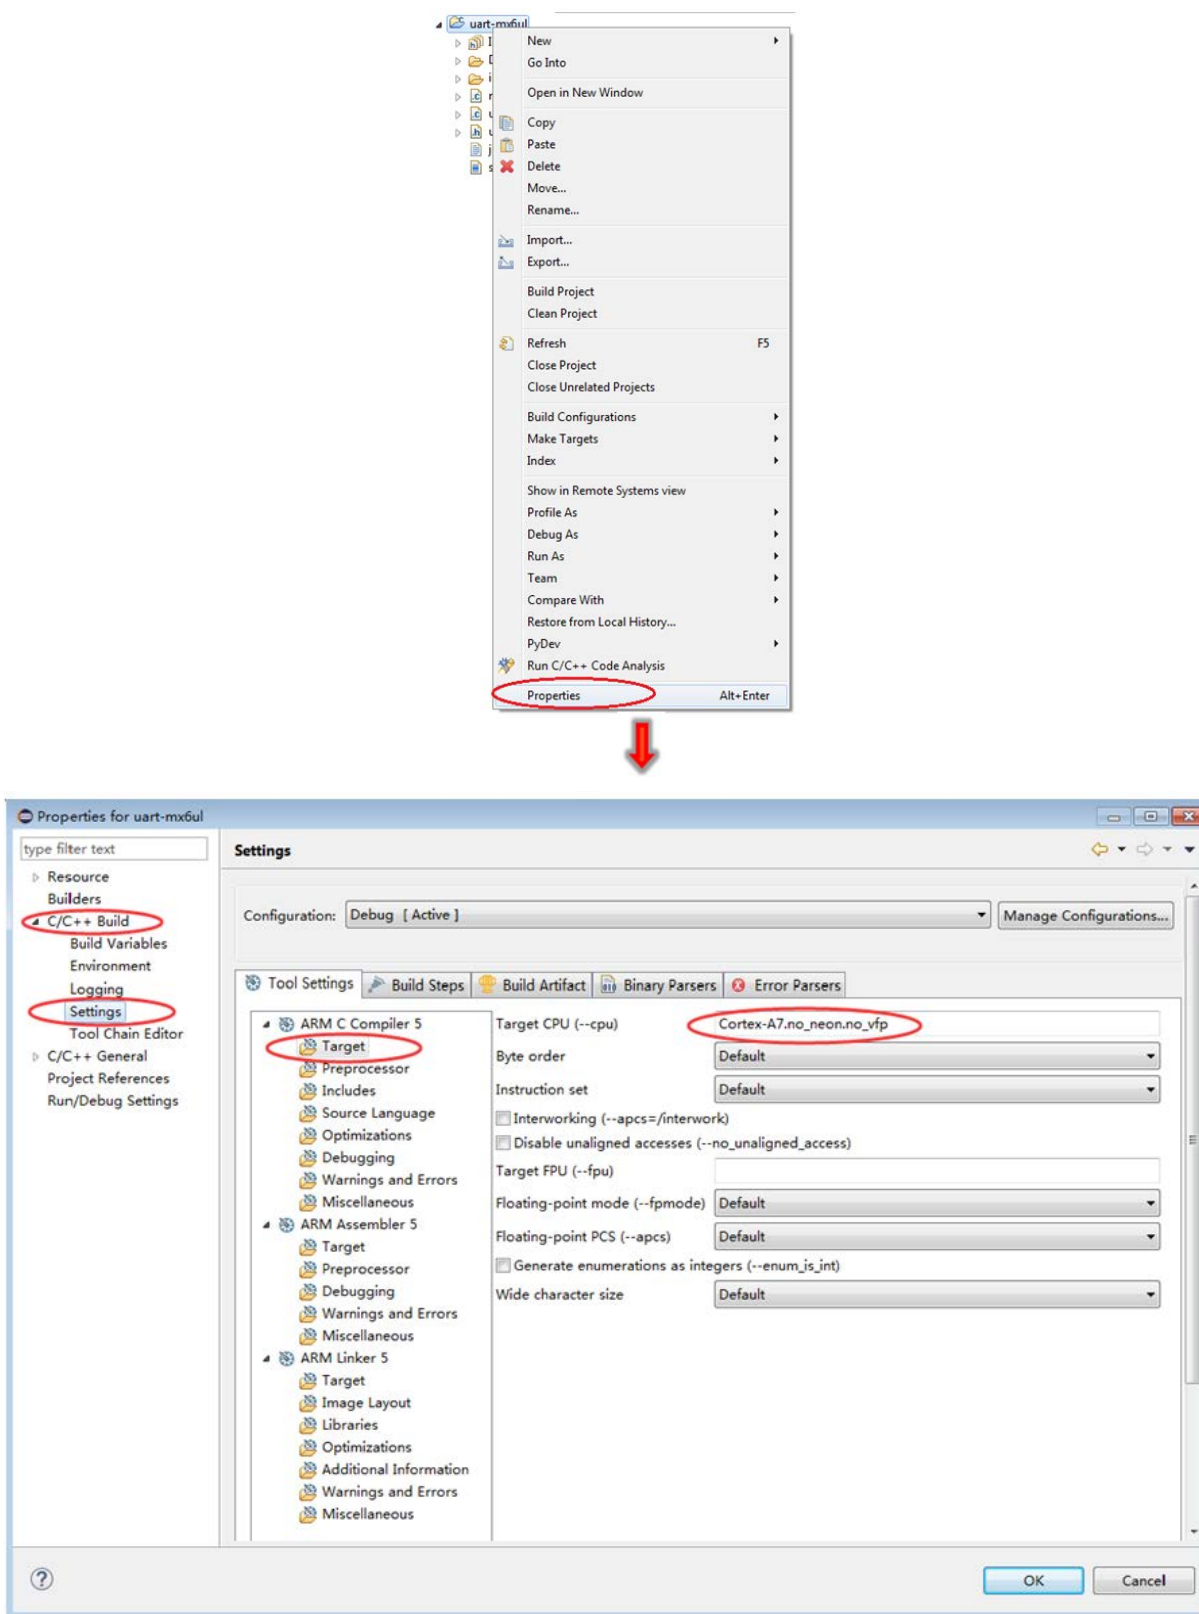 uart-mx6ul
New
Go Into
Open in New Window
Copy
Paste
Delete
Move...
Rename...
Import...
Export...
Build Project
Clean Project
Refresh F5
Close Project
Close Unrelated Projects
Build Configurations
Make Targets
Index
Show in Remote Systems view
Profile As
Debug As
Run As
Team
Compare With
Restore from Local History...
PyDev
Run C/C++ Code Analysis
Properties Alt+Enter
Properties for uart-mx6ul
type filter text
Resource
Builders
C/C++ Build
Build Variables
Environment
Logging
Settings
Tool Chain Editor
C/C++ General
Project References
Run/Debug Settings
Settings
Configuration: Debug [ Active ] Manage Configurations...
Tool Settings Build Steps Build Artifact Binary Parsers Error Parsers
ARM C Compiler 5
Target
Preprocessor
Includes
Source Language
Optimizations
Debugging
Warnings and Errors
Miscellaneous
ARM Assembler 5
Target
Preprocessor
Debugging
Warnings and Errors
Miscellaneous
ARM Linker 5
Target
Image Layout
Libraries
Optimizations
Additional Information
Warnings and Errors
Miscellaneous
Target CPU (--cpu) Cortex-A7.no_neon.no_vfp
Byte order Default
Instruction set Default
Interworking (--apcs=/interwork)
Disable unaligned accesses (--no_unaligned_access)
Target FPU (--fpu)
Floating-point mode (--fpmode) Default
Floating-point PCS (--apcs) Default
Generate enumerations as integers (--enum_is_int)
Wide character size Default
OK Cancel